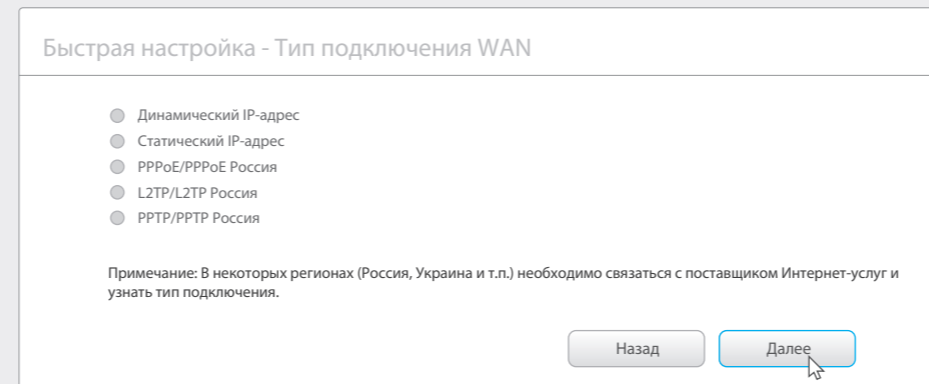 Быстрая настройка - Тип подключения WAN
Динамический IP-адрес
Статический IP-адрес
PPPoE/PPPoE Россия
L2TP/L2TP Россия
PPTP/PPTP Россия
Примечание: В некоторых регионах (Россия, Украина и т.п.) необходимо связаться с поставщиком Интернет-услуг и
узнать тип подключения.
Назад Далее